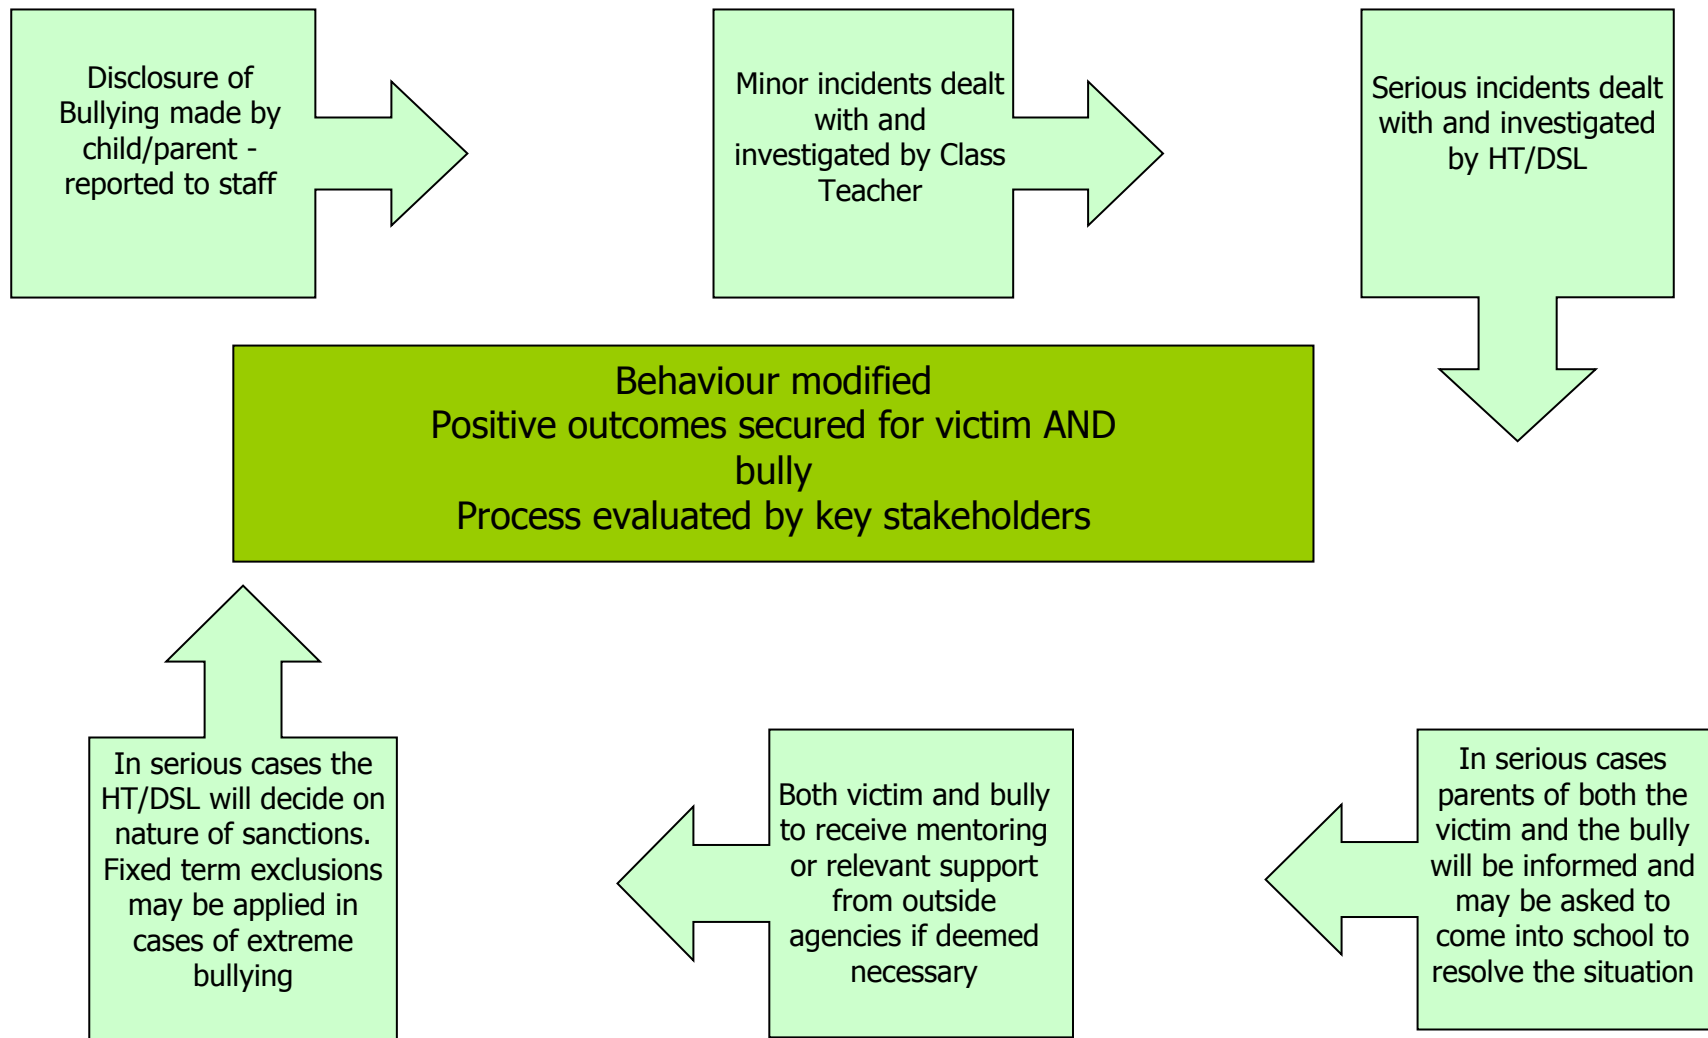 Disclosure of
Bullying made by
child/parent -
reported to staff
Minor incidents dealt
with and
investigated by Class
Teacher
Serious incidents dealt
with and investigated
by HT/DSL
Behaviour modified
Positive outcomes secured for victim AND
bully
Process evaluated by key stakeholders
In serious cases the
HT/DSL will decide on
nature of sanctions.
Fixed term exclusions
may be applied in
cases of extreme
bullying
Both victim and bully
to receive mentoring
or relevant support
from outside
agencies if deemed
necessary
In serious cases
parents of both the
victim and the bully
will be informed and
may be asked to
come into school to
resolve the situation